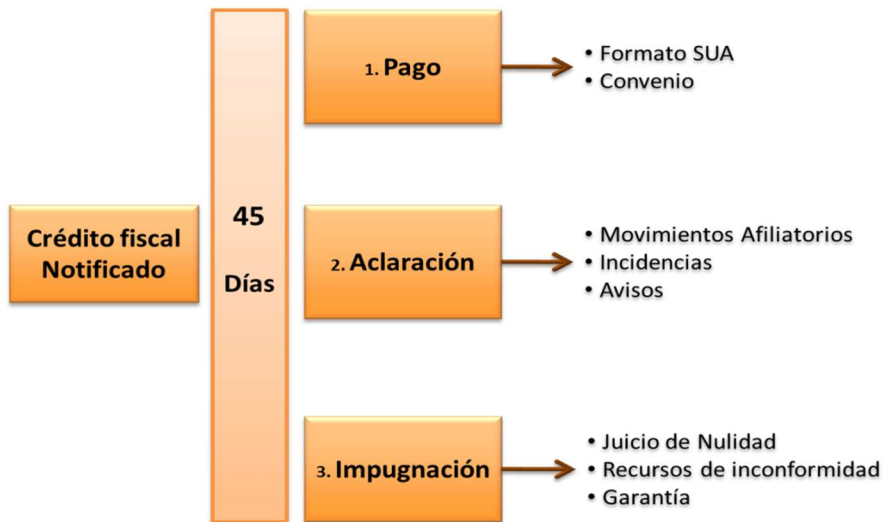 Crédito fiscal
Notificado
45
Días
1. Pago
• Formato SUA
• Convenio
2. Aclaración
• Movimientos Afiliatorios
• Incidencias
• Avisos
3. Impugnación
• Juicio de Nulidad
• Recursos de inconformidad
• Garantía